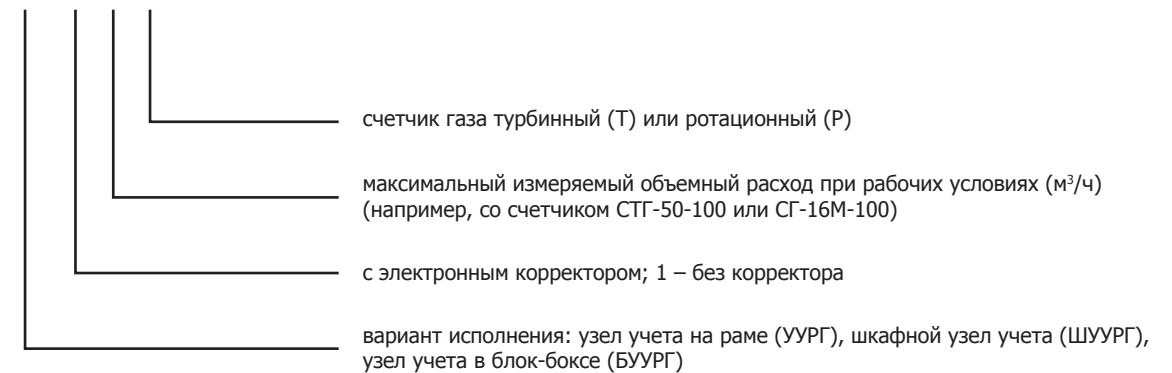 счетчик газа турбинный (Т) или ротационный (Р)
максимальный измеряемый объемный расход при рабочих условиях (м³/ч)
(например, со счетчиком СТГ-50-100 или СГ-16М-100)
с электронным корректором; 1 – без корректора
вариант исполнения: узел учета на раме (УУРГ), шкафной узел учета (ШУУРГ),
узел учета в блок-боксе (БУУРГ)